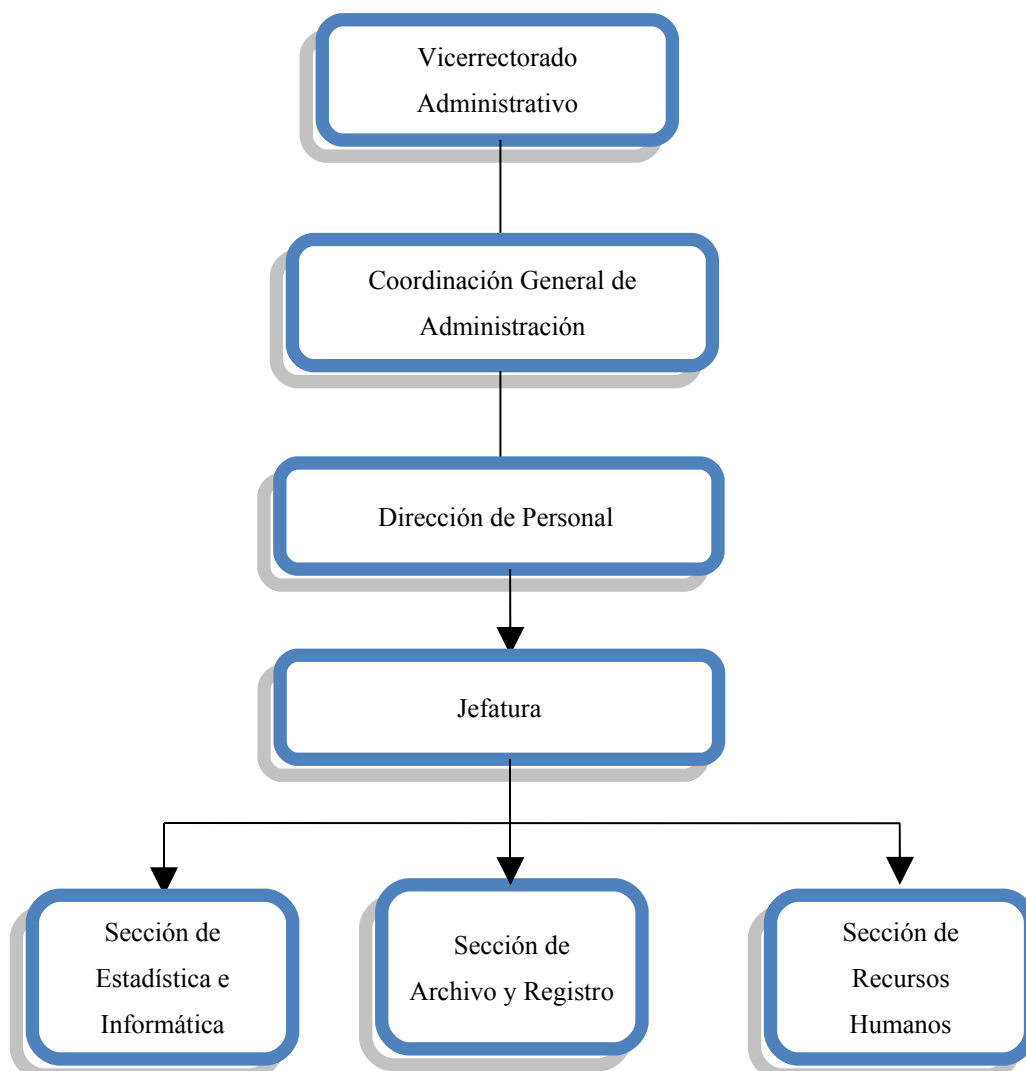 Vicerrectorado
Administrativo
Coordinación General de
Administración
Dirección de Personal
Jefatura
Sección de
Estadística e
Informática
Sección de
Archivo y Registro
Sección de
Recursos
Humanos